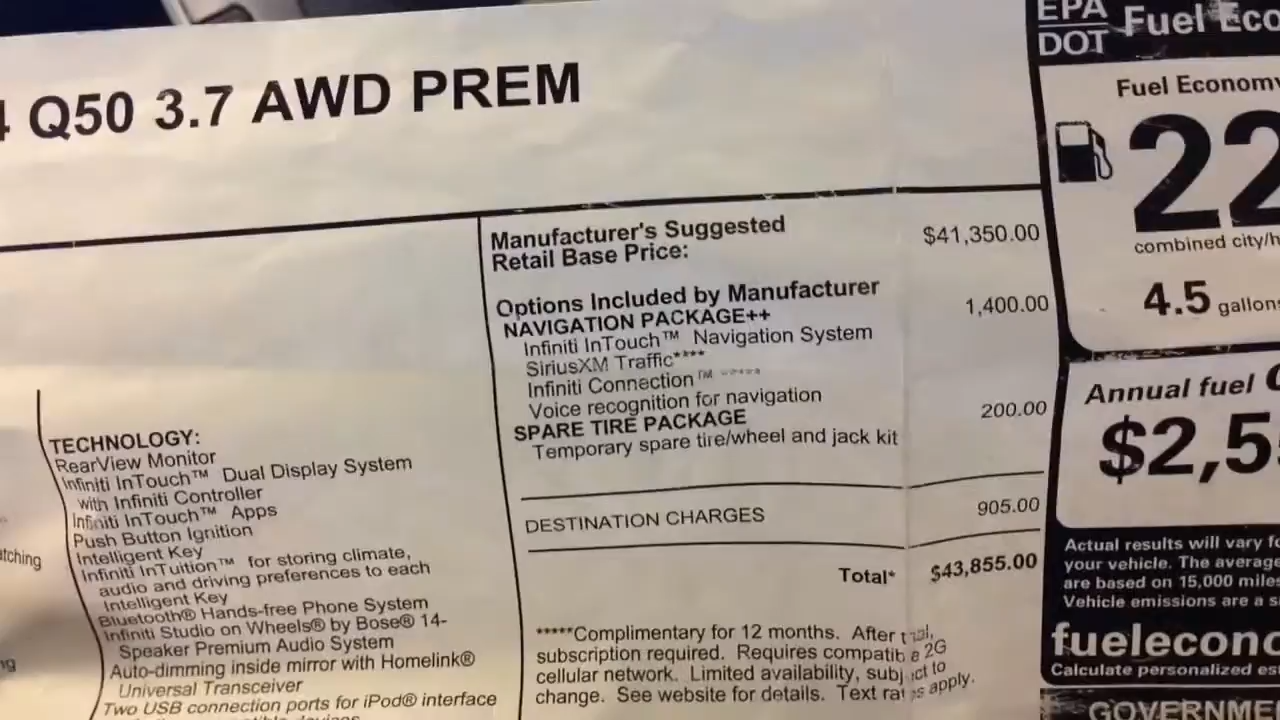 4 Q50 3.7 AWD PREM
Manufacturer's Suggested
Retail Base Price: $41,350.00
Options Included by Manufacturer
NAVIGATION PACKAGE++ 1,400.00
Infiniti InTouch™ Navigation System
SiriusXM Traffic****
Infiniti Connection™ *****
Voice recognition for navigation
SPARE TIRE PACKAGE 200.00
Temporary spare tire/wheel and jack kit
DESTINATION CHARGES 905.00
Total* $43,855.00
*****Complimentary for 12 months. After trial,
subscription required. Requires compatible 2G
cellular network. Limited availability, subject to
change. See website for details. Text rates apply.
TECHNOLOGY:
RearView Monitor
Infiniti InTouch™ Dual Display System
with Infiniti Controller
Infiniti InTouch™ Apps
Push Button Ignition
Intelligent Key
Infiniti InTuition™ for storing climate,
audio and driving preferences to each
Intelligent Key
Bluetooth® Hands-free Phone System
Infiniti Studio on Wheels® by Bose® 14-
Speaker Premium Audio System
Auto-dimming inside mirror with Homelink®
Universal Transceiver
Two USB connection ports for iPod® interface
EPA
DOT
Fuel Eco
Fuel Economy
22
combined city/h
4.5 gallons
Annual fuel
$2,5
Actual results will vary fo
your vehicle. The average
are based on 15,000 miles
Vehicle emissions are a s
fuelecono
Calculate personalized es
GOVERNME